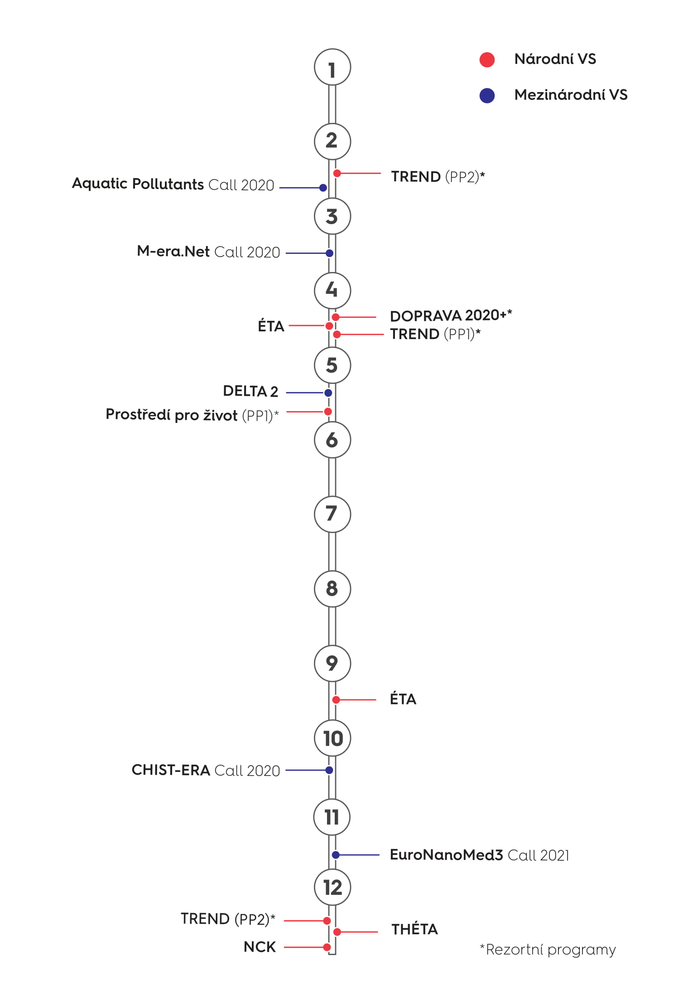 1
Národní VS
Mezinárodní VS
2
TREND (PP2)*
Aquatic Pollutants Call 2020
3
M-era.Net Call 2020
4
DOPRAVA 2020+*
ÉTA
TREND (PP1)*
5
DELTA 2
Prostředí pro život (PP1)*
6
7
8
9
ÉTA
10
CHIST-ERA Call 2020
11
EuroNanoMed3 Call 2021
12
TREND (PP2)*
THÉTA
NCK
*Rezortní programy